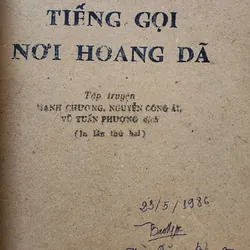 TIẾNG GỌI
NƠI HOANG DÃ
Tập truyện
MẠNH CHƯƠNG, NGUYỄN CÔNG ÁI,
VŨ TUẤN PHƯƠNG dịch
(In lần thứ hai)
23/5/1986